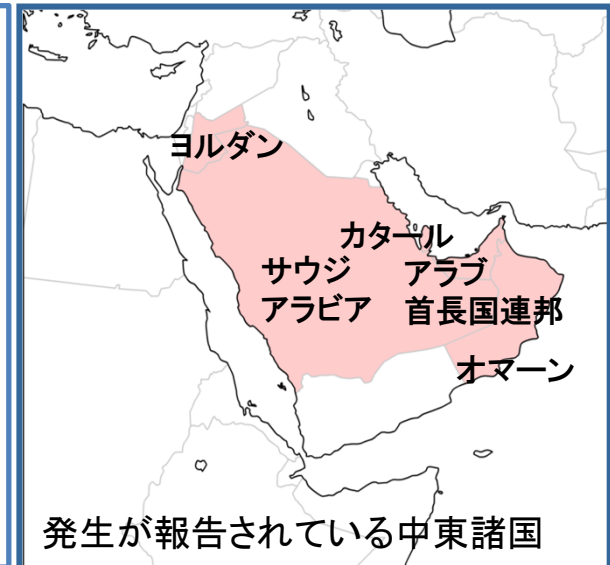 ヨルダン
カタール
サウジ
アラビア
アラブ
首長国連邦
オマーン
発生が報告されている中東諸国